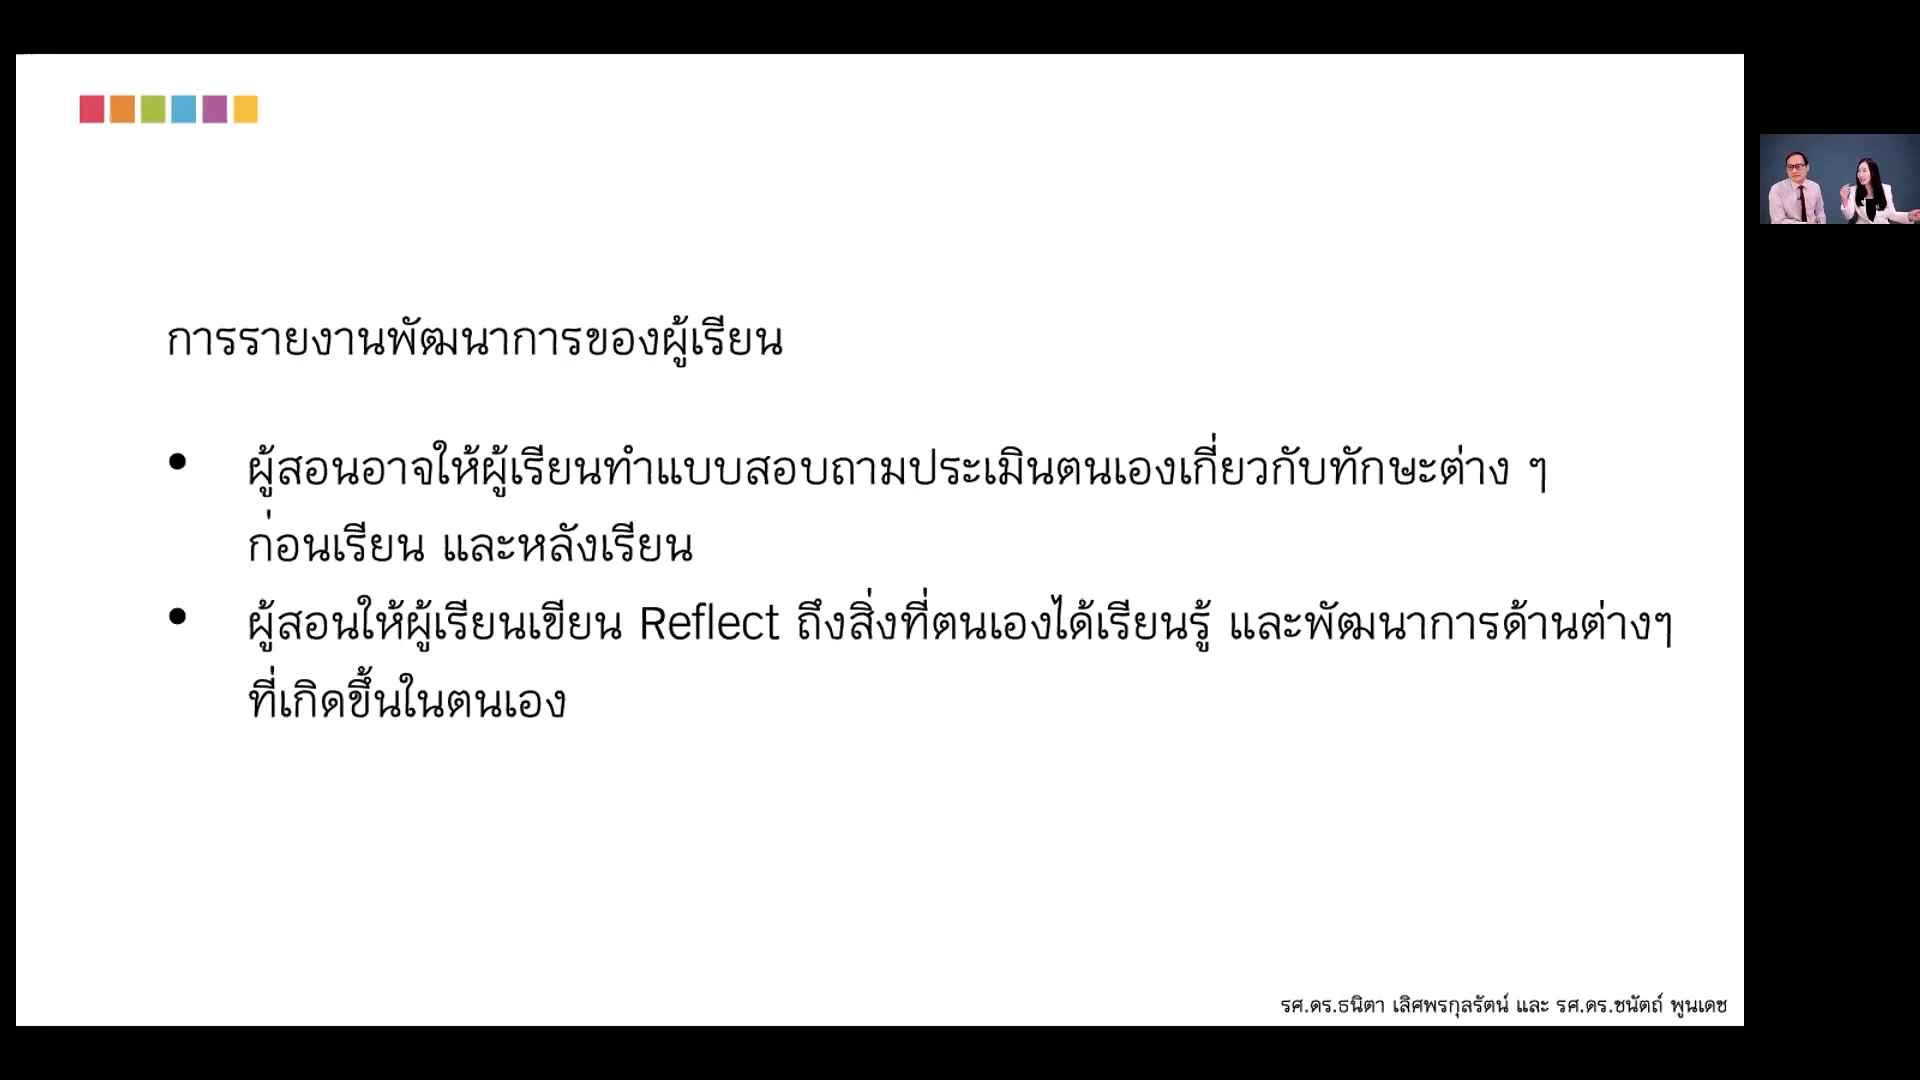 การรายงานพัฒนาการของผู้เรียน
• ผู้สอนอาจให้ผู้เรียนทำแบบสอบถามประเมินตนเองเกี่ยวกับทักษะต่าง ๆ
ก่อนเรียน และหลังเรียน
• ผู้สอนให้ผู้เรียนเขียน Reflect ถึงสิ่งที่ตนเองได้เรียนรู้ และพัฒนาการด้านต่างๆ
ที่เกิดขึ้นในตนเอง
รศ.ดร.ธนิตา เลิศพรกุลรัตน์ และ รศ.ดร.ชนัตถ์ พูนเดช